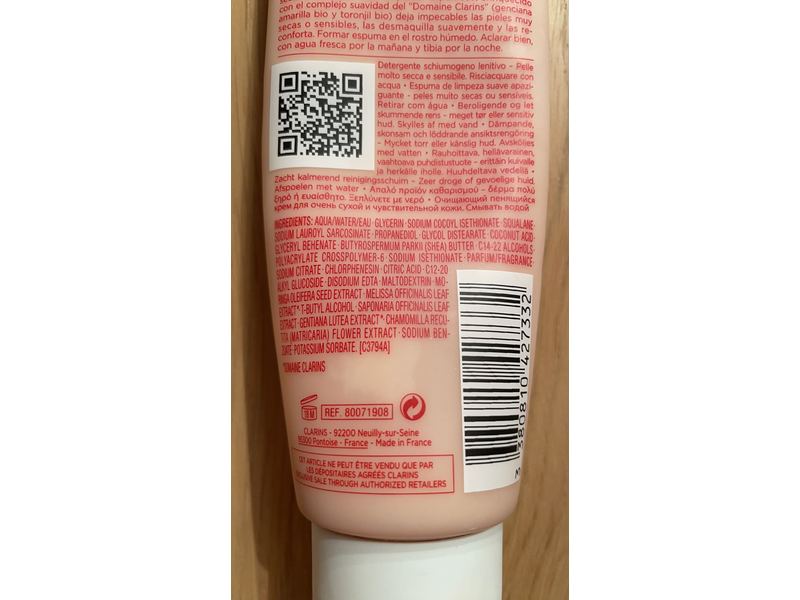 con el complejo suavidad del "Domaine Clarins" (genciana
amarilla bio y toronjil bio) deja impecables las pieles muy
secas o sensibles, las desmaquilla suavemente y las re-
conforta. Formar espuma en el rostro húmedo. Aclarar bien,
con agua fresca por la mañana y tibia por la noche.
Detergente schiumogeno lenitivo – Pelle
molto secca e sensibile. Risciacquare con
acqua • Espuma de limpeza suave apazi-
guante - peles muito secas ou sensíveis.
Retirar com água • Beroligende og let
skummende rens - meget tør eller sensitiv
hud. Skylles af med vand • Dämpande,
skonsam och löddrande ansiktsrengöring
- Mycket torr eller känslig hud. Avsköljes
med vatten • Rauhoittava, hellävarainen,
vaahtoava puhdistustuote – erittäin kuivalle
ja herkälle iholle. Huuhdeltava vedellä •
Zacht kalmerend reinigingsschuim - Zeer droge of gevoelige huid.
Afspoelen met water • Απαλό προϊόν καθαρισμού - δέρμα πολύ
ξηρό ή ευαίσθητο. Ξεπλύνετε με νερό • Очищающий пенящийся
крем для очень сухой и чувствительной кожи. Смывать водой
INGREDIENTS: AQUA/WATER/EAU · GLYCERIN · SODIUM COCOYL ISETHIONATE · SQUALANE ·
SODIUM LAUROYL SARCOSINATE · PROPANEDIOL · GLYCOL DISTEARATE · COCONUT ACID ·
GLYCERYL BEHENATE · BUTYROSPERMUM PARKII (SHEA) BUTTER · C14-22 ALCOHOLS ·
POLYACRYLATE CROSSPOLYMER-6 · SODIUM ISETHIONATE · PARFUM/FRAGRANCE ·
SODIUM CITRATE · CHLORPHENESIN · CITRIC ACID · C12-20
ALKYL GLUCOSIDE · DISODIUM EDTA · MALTODEXTRIN · MO-
RINGA OLEIFERA SEED EXTRACT · MELISSA OFFICINALIS LEAF
EXTRACT* · T-BUTYL ALCOHOL · SAPONARIA OFFICINALIS LEAF
EXTRACT · GENTIANA LUTEA EXTRACT* · CHAMOMILLA RECU-
TITA (MATRICARIA) FLOWER EXTRACT · SODIUM BEN-
ZOATE · POTASSIUM SORBATE. [C3794A]
*DOMAINE CLARINS
18 M
REF. 80071908
CLARINS - 92200 Neuilly-sur-Seine
95300 Pontoise - France - Made in France
CET ARTICLE NE PEUT ÊTRE VENDU QUE PAR
LES DÉPOSITAIRES AGRÉÉS CLARINS
EXCLUSIVE SALE THROUGH AUTHORIZED RETAILERS
3 380810 427332